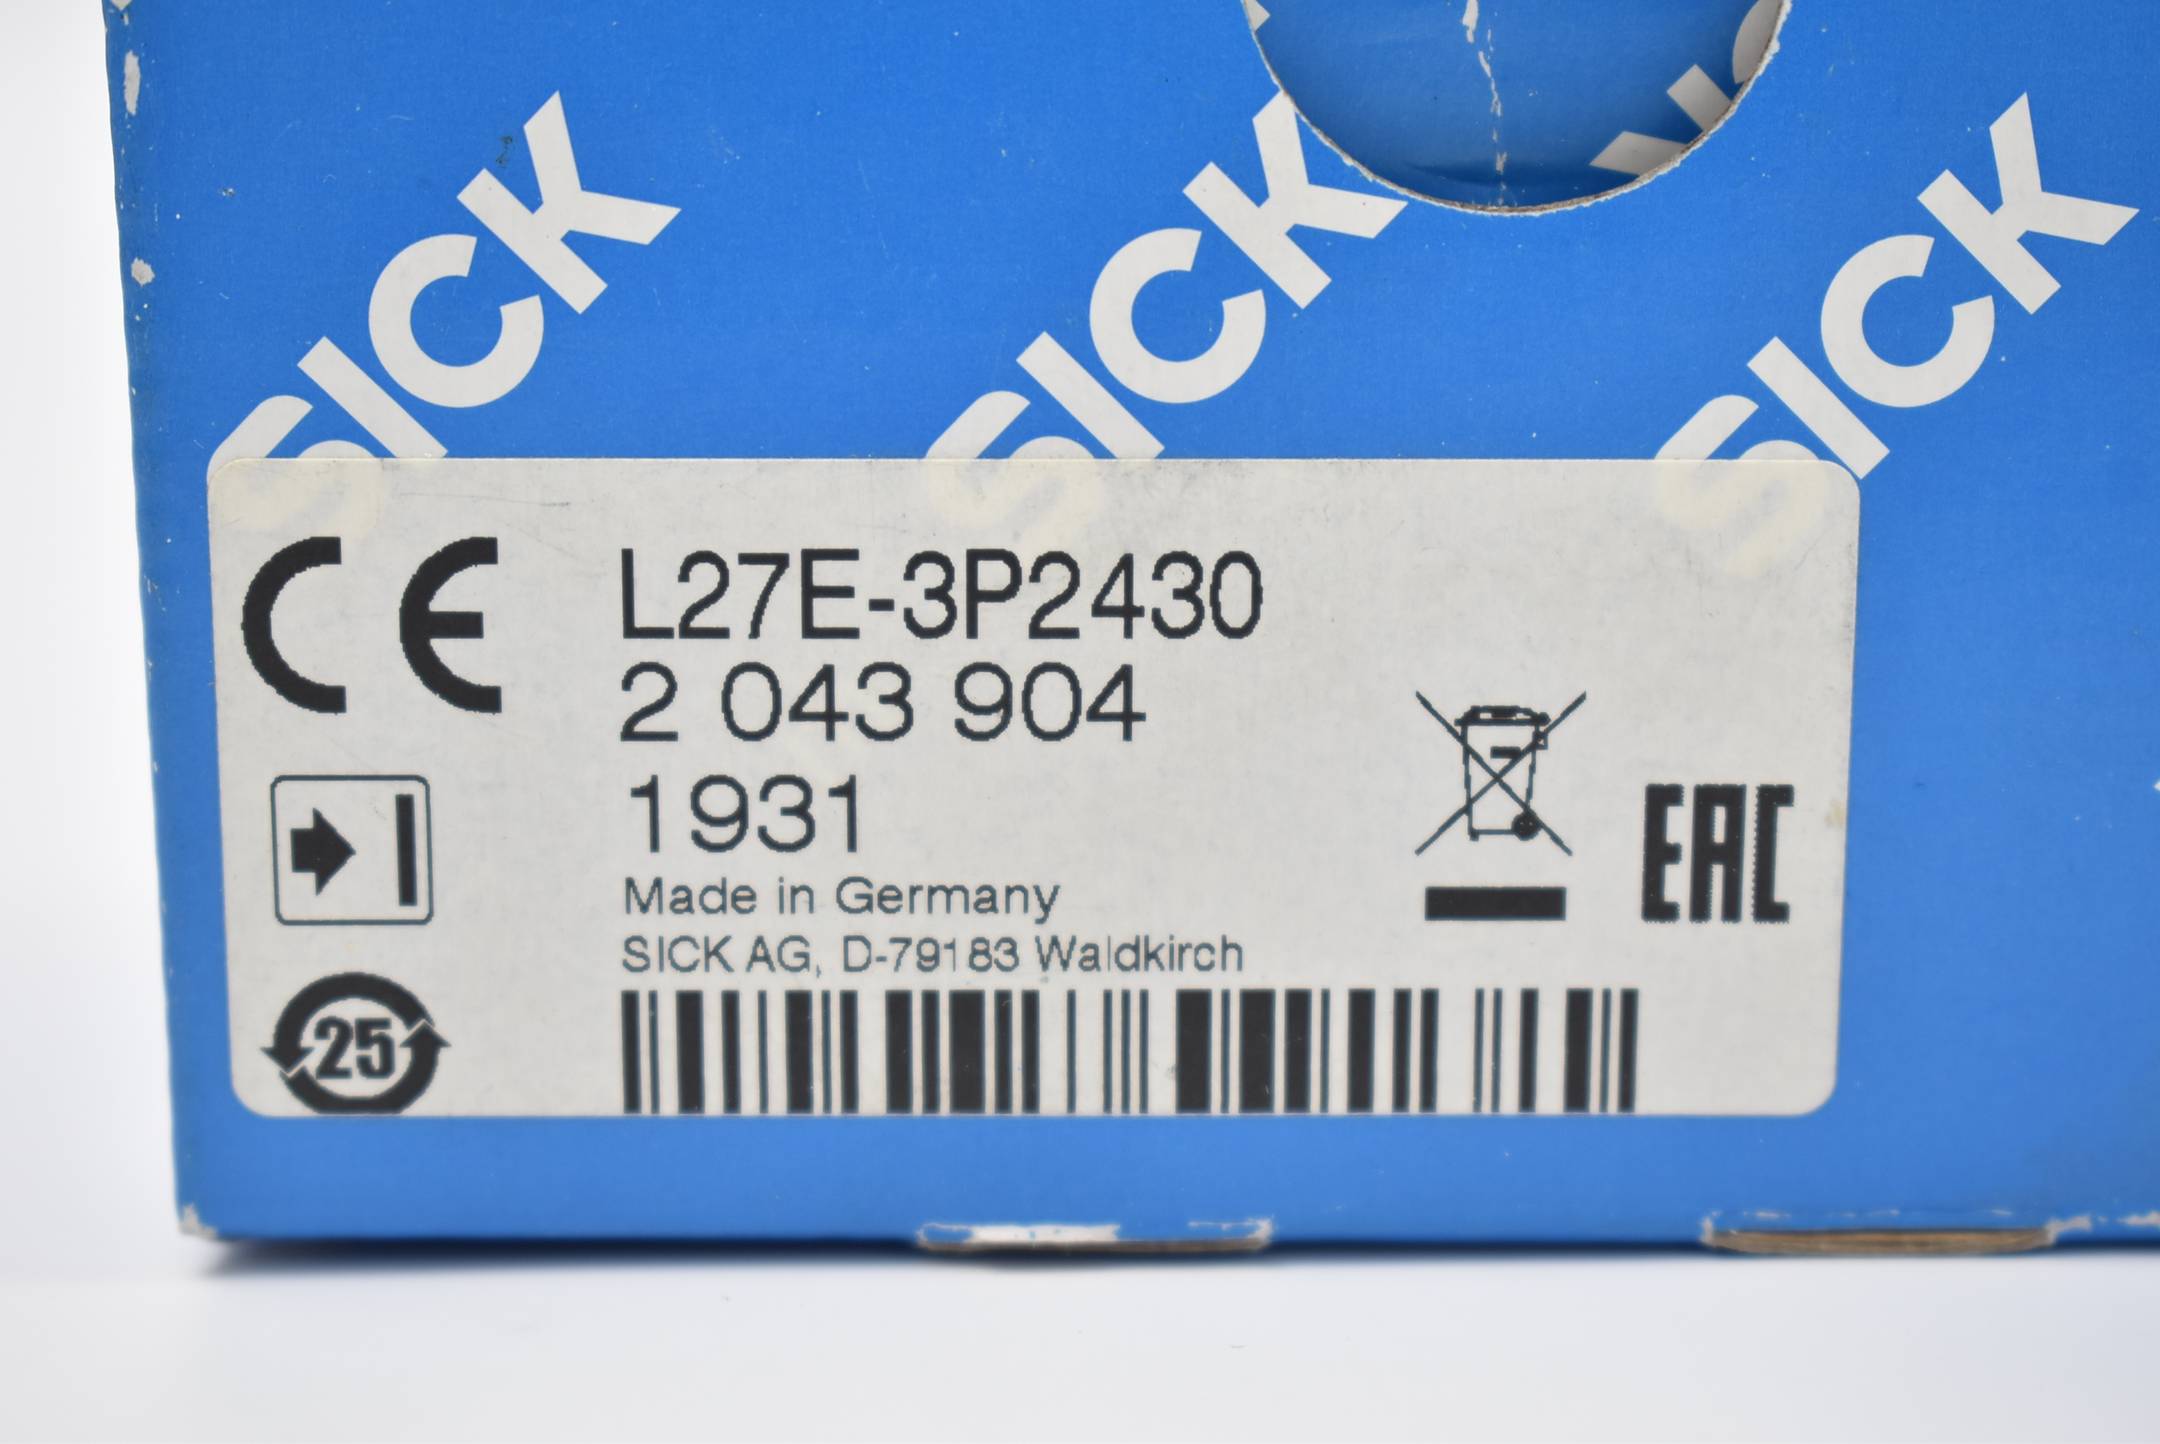 SICK
SICK
SICK
CE
L27E-3P2430
2 043 904
1931
Made in Germany
SICK AG, D-79183 Waldkirch
EAC
25